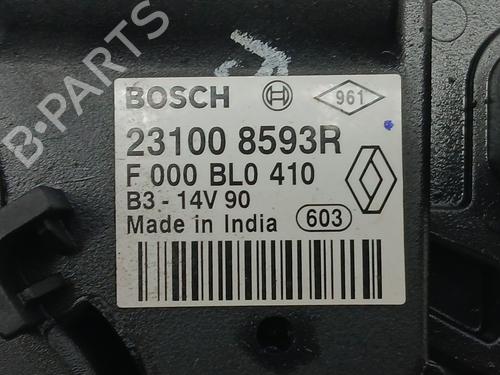 BOSCH 961
23100 8593R
F 000 BL0 410
B3 - 14V 90
Made in India 603
B-PARTS